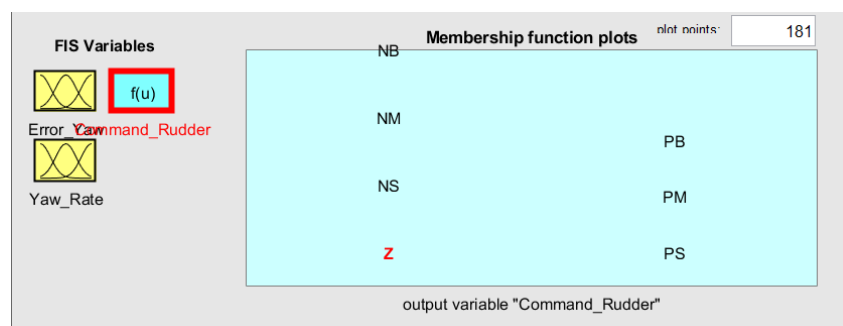 FIS Variables
f(u)
Error_Yaw
Command_Rudder
Yaw_Rate
Membership function plots
plot points:
181
NB
NM
NS
Z
PB
PM
PS
output variable "Command_Rudder"